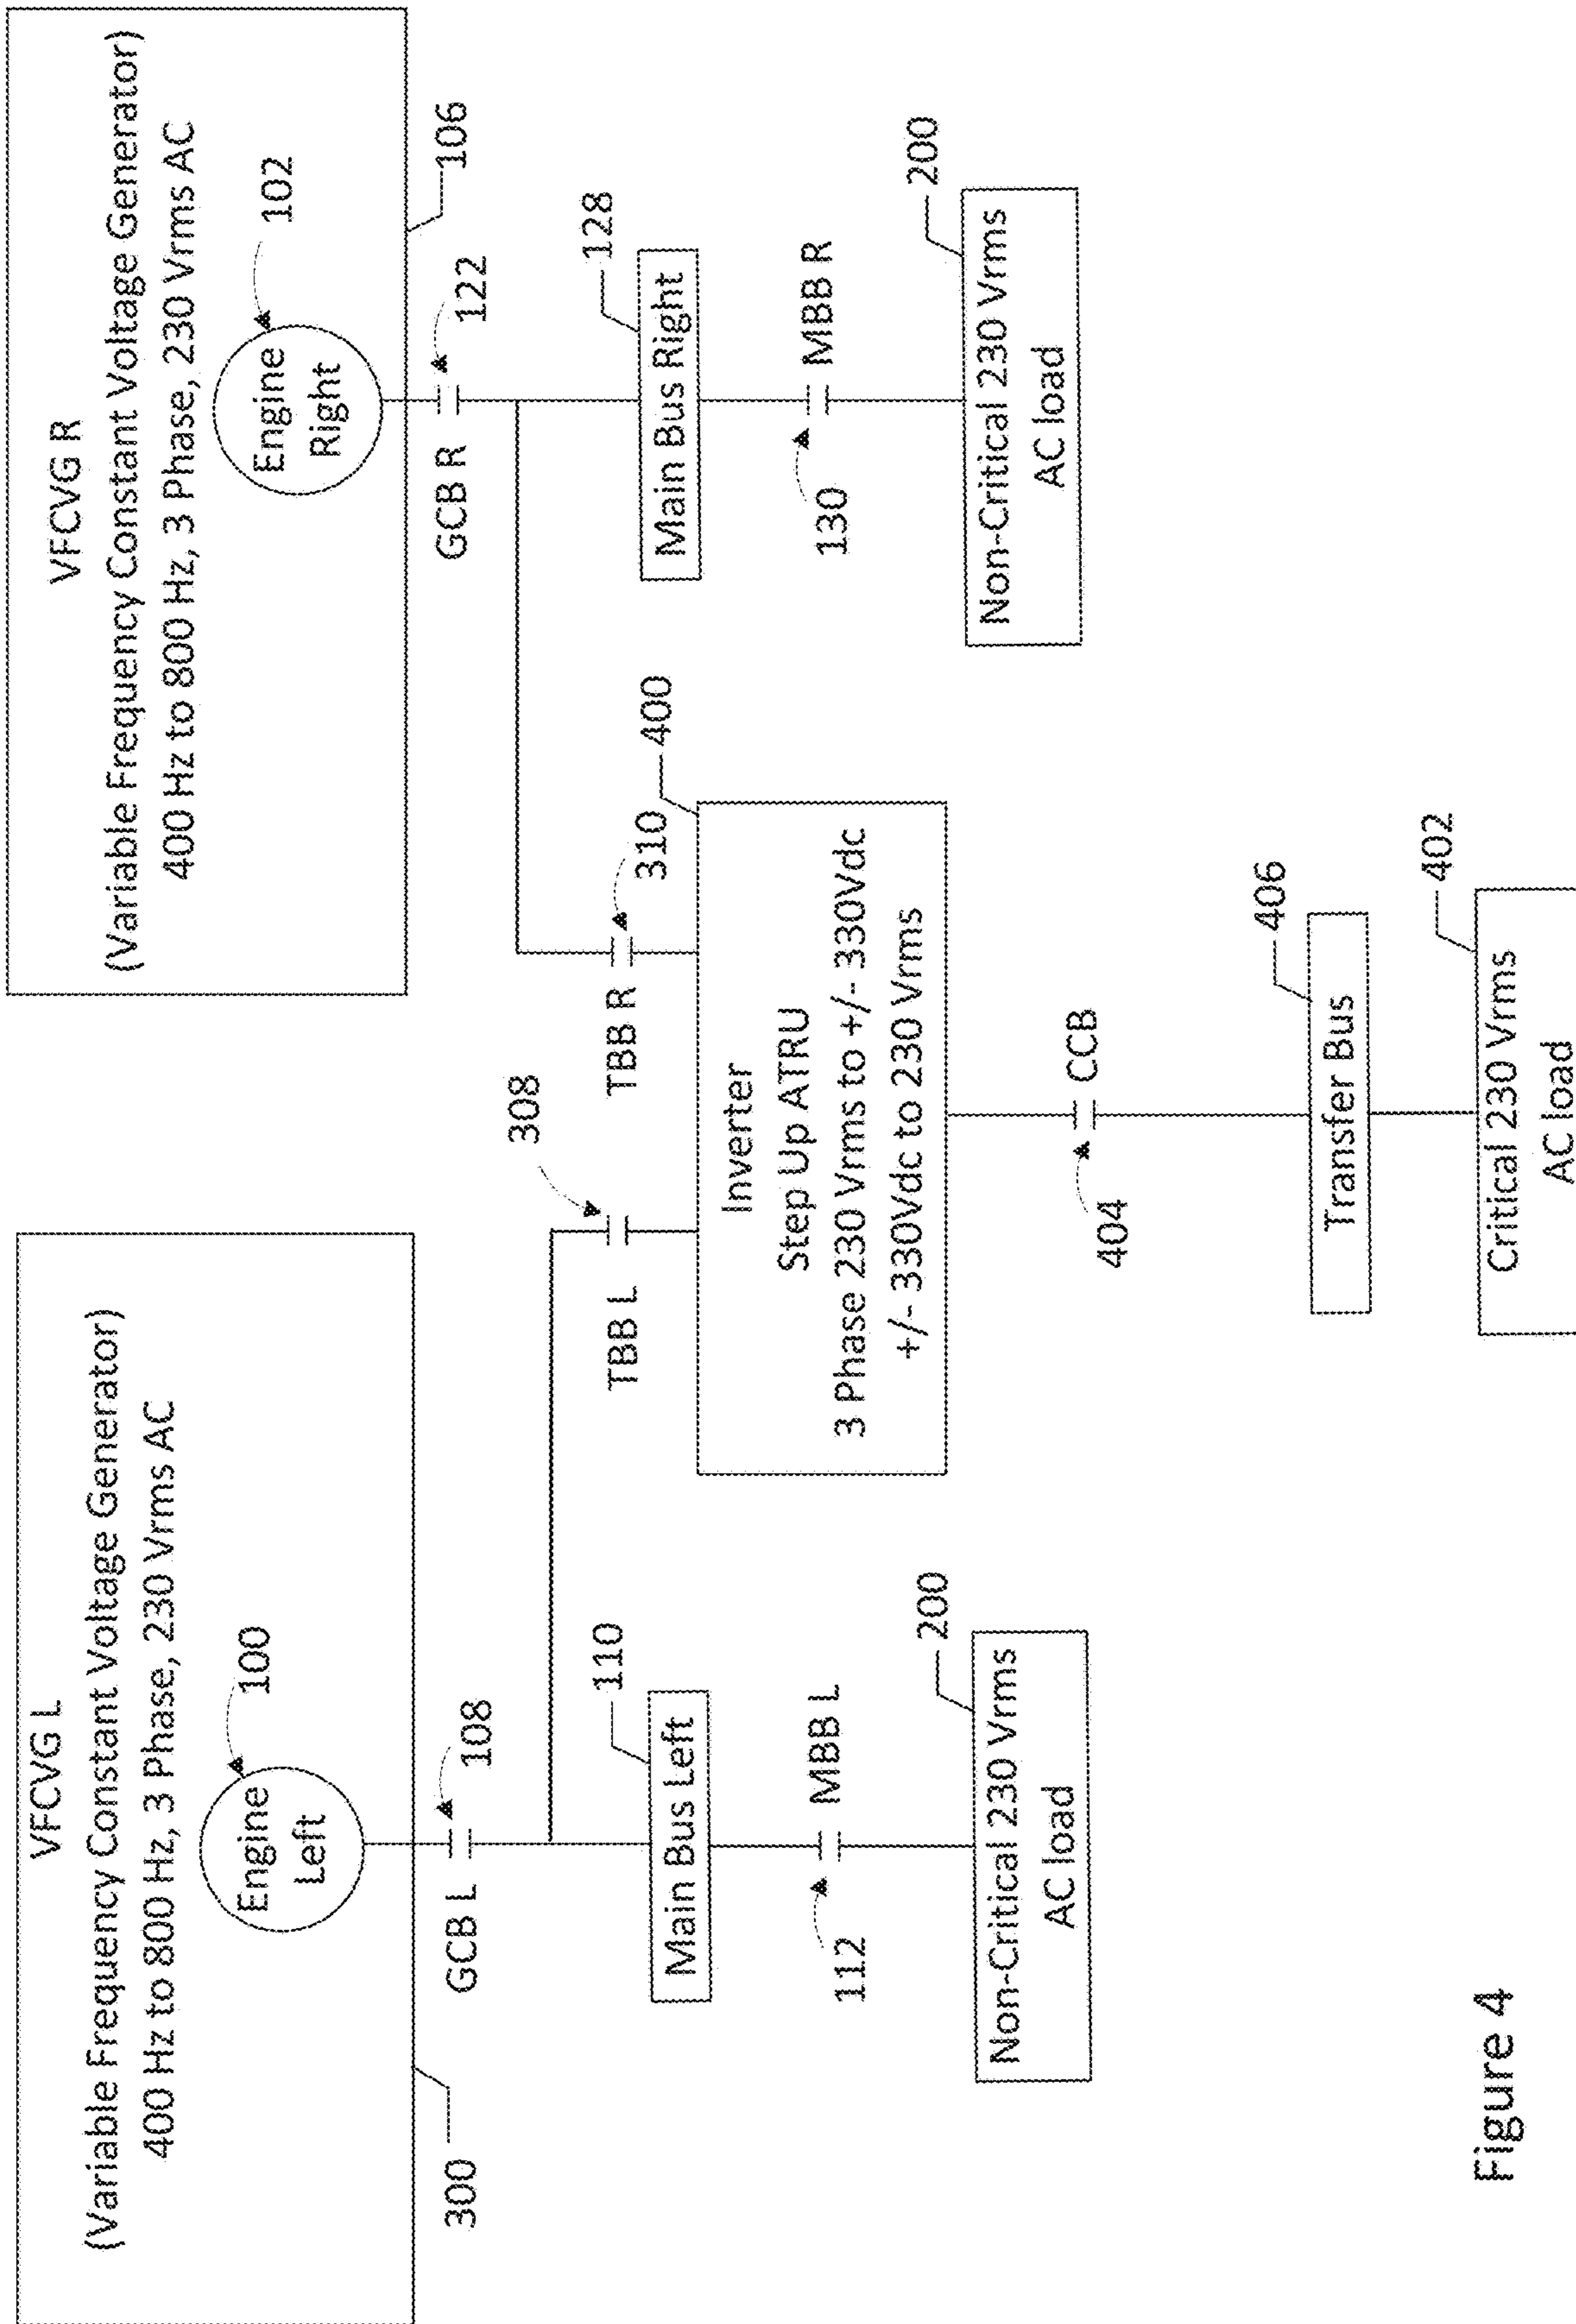 VFCVG L
(Variable Frequency Constant Voltage Generator)
400 Hz to 800 Hz, 3 Phase, 230 Vrms AC
Engine
Left
100
300
GCB L
108
VFCVG R
(Variable Frequency Constant Voltage Generator)
400 Hz to 800 Hz, 3 Phase, 230 Vrms AC
Engine
Right
102
106
GCB R
122
110
Main Bus Left
112
MBB L
200
Non-Critical 230 Vrms
AC load
TBB L
308
TBB R
310
400
Inverter
Step Up ATRU
3 Phase 230 Vrms to +/- 330Vdc
+/- 330Vdc to 230 Vrms
404
CCB
406
Transfer Bus
402
Critical 230 Vrms
AC load
128
Main Bus Right
130
MBB R
200
Non-Critical 230 Vrms
AC load
Figure 4